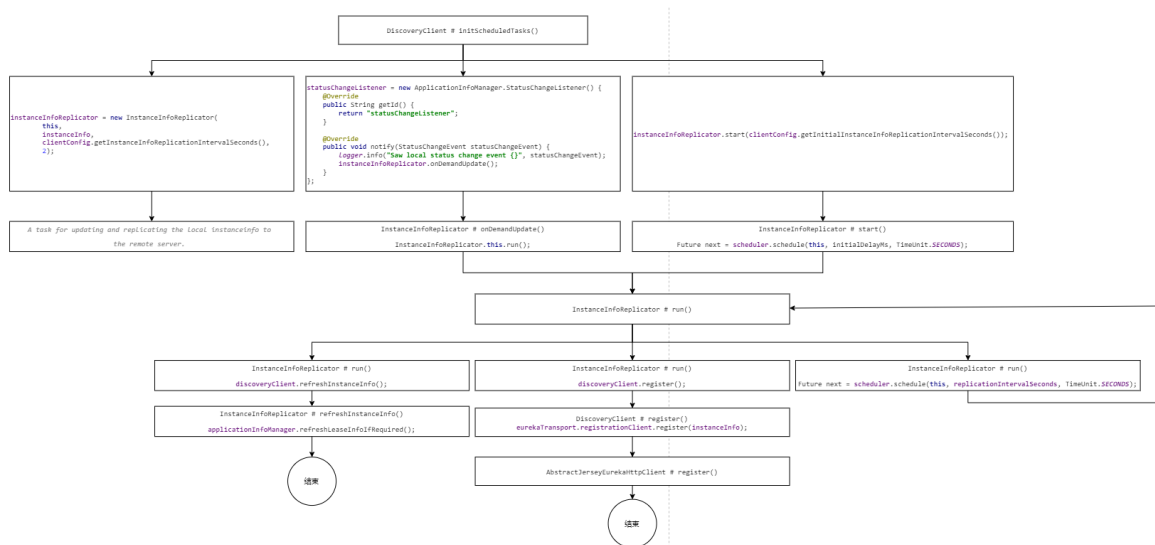 DiscoveryClient # initScheduledTasks()
instanceInfoReplicator = new InstanceInfoReplicator(
this,
instanceInfo,
clientConfig.getInstanceInfoReplicationIntervalSeconds(),
2);
statusChangeListener = new ApplicationInfoManager.StatusChangeListener() {
@Override
public String getId() {
return "statusChangeListener";
}
@Override
public void notify(StatusChangeEvent statusChangeEvent) {
logger.info("Saw local status change event {}", statusChangeEvent);
instanceInfoReplicator.onDemandUpdate();
}
};
instanceInfoReplicator.start(clientConfig.getInitialInstanceInfoReplicationIntervalSeconds());
A task for updating and replicating the local instanceinfo to
the remote server.
InstanceInfoReplicator # onDemandUpdate()
InstanceInfoReplicator.this.run();
InstanceInfoReplicator # start()
Future next = scheduler.schedule(this, initialDelayMs, TimeUnit.SECONDS);
InstanceInfoReplicator # run()
InstanceInfoReplicator # run()
discoveryClient.refreshInstanceInfo();
InstanceInfoReplicator # run()
discoveryClient.register();
InstanceInfoReplicator # run()
Future next = scheduler.schedule(this, replicationIntervalSeconds, TimeUnit.SECONDS);
InstanceInfoReplicator # refreshInstanceInfo()
applicationInfoManager.refreshLeaseInfoIfRequired();
DiscoveryClient # register()
eurekaTransport.registrationClient.register(instanceInfo);
AbstractJerseyEurekaHttpClient # register()
结束
结束